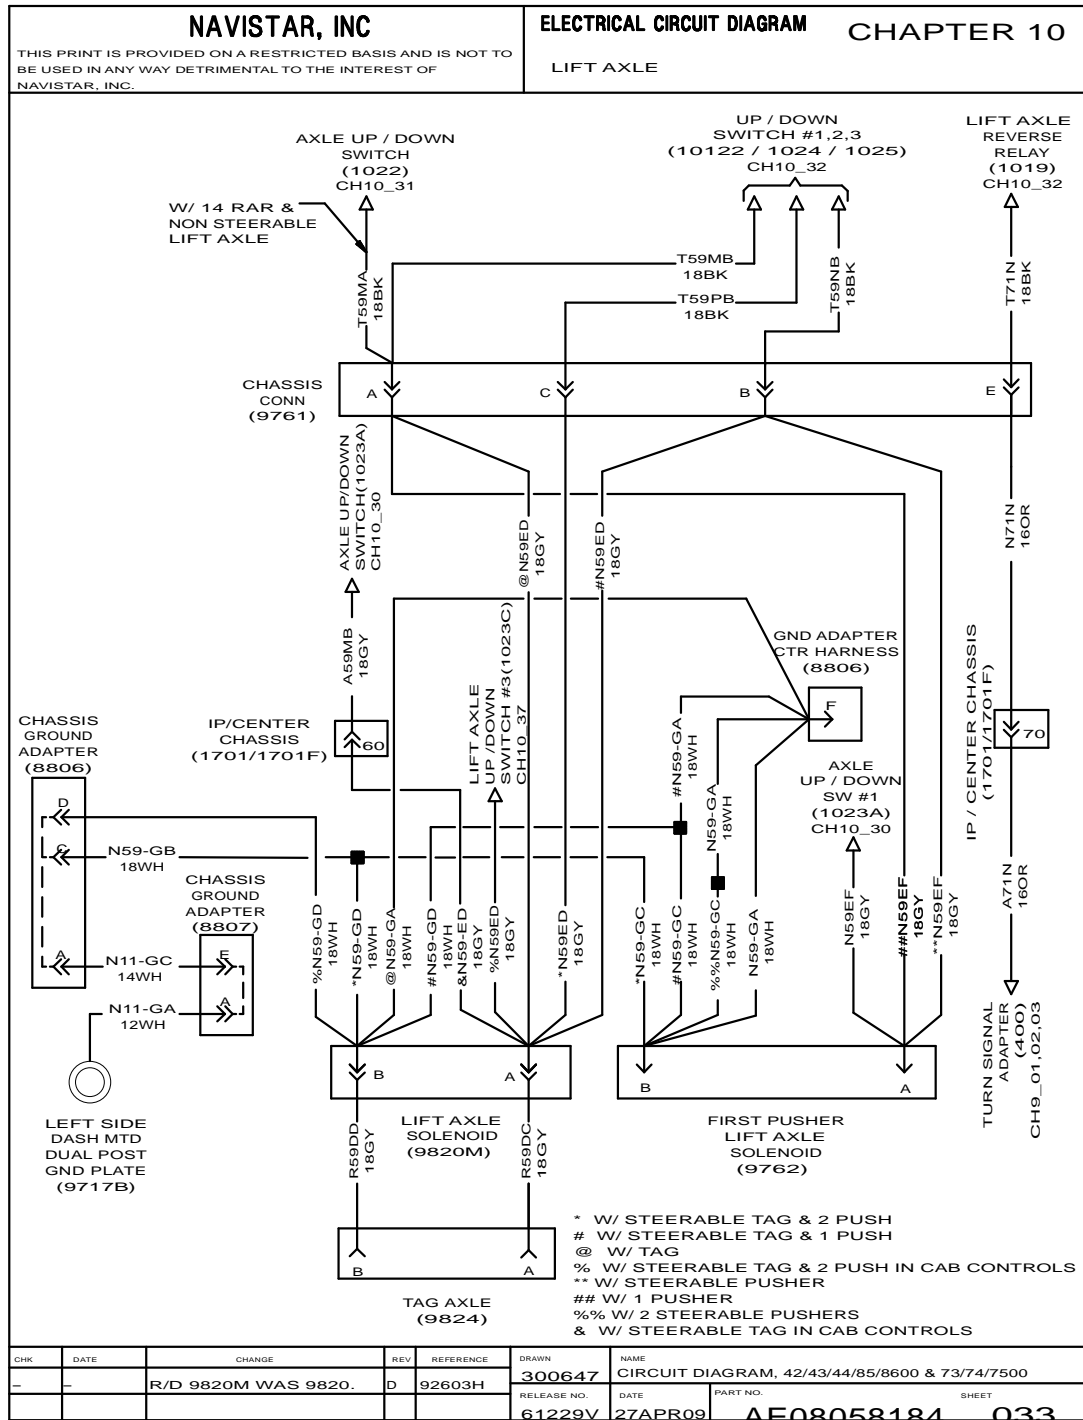 NAVISTAR, INC
THIS PRINT IS PROVIDED ON A RESTRICTED BASIS AND IS NOT TO
BE USED IN ANY WAY DETRIMENTAL TO THE INTEREST OF
NAVISTAR, INC.
ELECTRICAL CIRCUIT DIAGRAM
CHAPTER 10
LIFT AXLE
AXLE UP / DOWN
SWITCH
(1022)
CH10_31
UP / DOWN
SWITCH #1,2,3
(10122 / 1024 / 1025)
CH10_32
LIFT AXLE
REVERSE
RELAY
(1019)
CH10_32
W/ 14 RAR &
NON STEERABLE
LIFT AXLE
T59MA
18BK
T59MB
18BK
T59PB
18BK
T59NB
18BK
T71N
18BK
CHASSIS
CONN
(9761)
A
C
B
E
AXLE UP/DOWN
SWITCH(1023A)
CH10_30
@N59ED
18GY
#N59ED
18GY
N71N
16OR
A59MB
18GY
LIFT AXLE
UP /DOWN
SWITCH #3(1023C)
CH10_37
GND ADAPTER
CTR HARNESS
(8806)
F
IP / CENTER CHASSIS
(1701/1701F)
70
CHASSIS
GROUND
ADAPTER
(8806)
IP/CENTER
CHASSIS
(1701/1701F)
60
#N59-GA
18WH
N59-GA
18WH
AXLE
UP / DOWN
SW #1
(1023A)
CH10_30
D
C
A
N59-GB
18WH
CHASSIS
GROUND
ADAPTER
(8807)
E
A
N11-GC
14WH
N11-GA
12WH
%N59-GD
18WH
*N59-GD
18WH
@N59-GA
18WH
#N59-GD
18WH
&N59-ED
18GY
%N59ED
18GY
*N59ED
18GY
*N59-GC
18WH
#N59-GC
18WH
%%N59-GC
18WH
N59-GA
18WH
N59EF
18GY
##N59EF
18GY
**N59EF
18GY
A71N
16OR
LEFT SIDE
DASH MTD
DUAL POST
GND PLATE
(9717B)
B
A
LIFT AXLE
SOLENOID
(9820M)
B
A
FIRST PUSHER
LIFT AXLE
SOLENOID
(9762)
TURN SIGNAL
ADAPTER
(400)
CH9_01,02,03
R59DD
18GY
R59DC
18GY
B
A
TAG AXLE
(9824)
* W/ STEERABLE TAG & 2 PUSH
# W/ STEERABLE TAG & 1 PUSH
@ W/ TAG
% W/ STEERABLE TAG & 2 PUSH IN CAB CONTROLS
** W/ STEERABLE PUSHER
## W/ 1 PUSHER
%% W/ 2 STEERABLE PUSHERS
& W/ STEERABLE TAG IN CAB CONTROLS
CHK DATE CHANGE REV REFERENCE
– – R/D 9820M WAS 9820. D 92603H
DRAWN
300647
NAME
CIRCUIT DIAGRAM, 42/43/44/85/8600 & 73/74/7500
RELEASE NO.
61229V
DATE
27APR09
PART NO.
AE08058184
SHEET
033